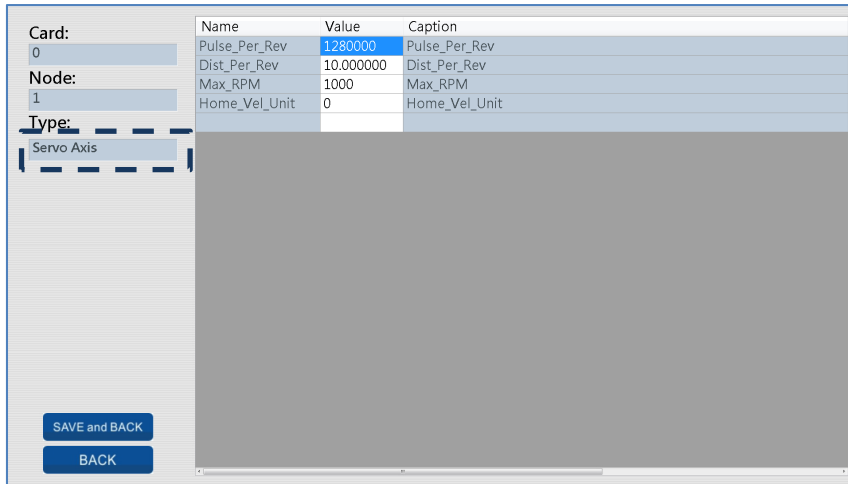 Card:
0
Node:
1
Type:
Servo Axis
Name Value Caption
Pulse_Per_Rev 1280000 Pulse_Per_Rev
Dist_Per_Rev 10.000000 Dist_Per_Rev
Max_RPM 1000 Max_RPM
Home_Vel_Unit 0 Home_Vel_Unit
SAVE and BACK
BACK